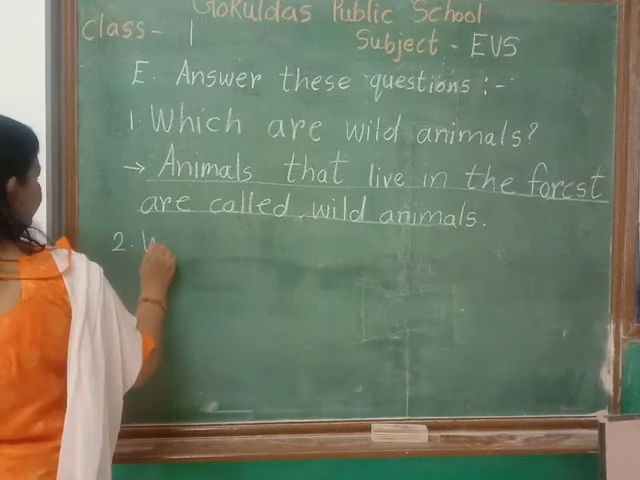 Gokuldas Public School
Class - 1 Subject - EVS
E. Answer these questions :-
1. Which are wild animals?
→ Animals that live in the forest
are called wild animals.
2. W